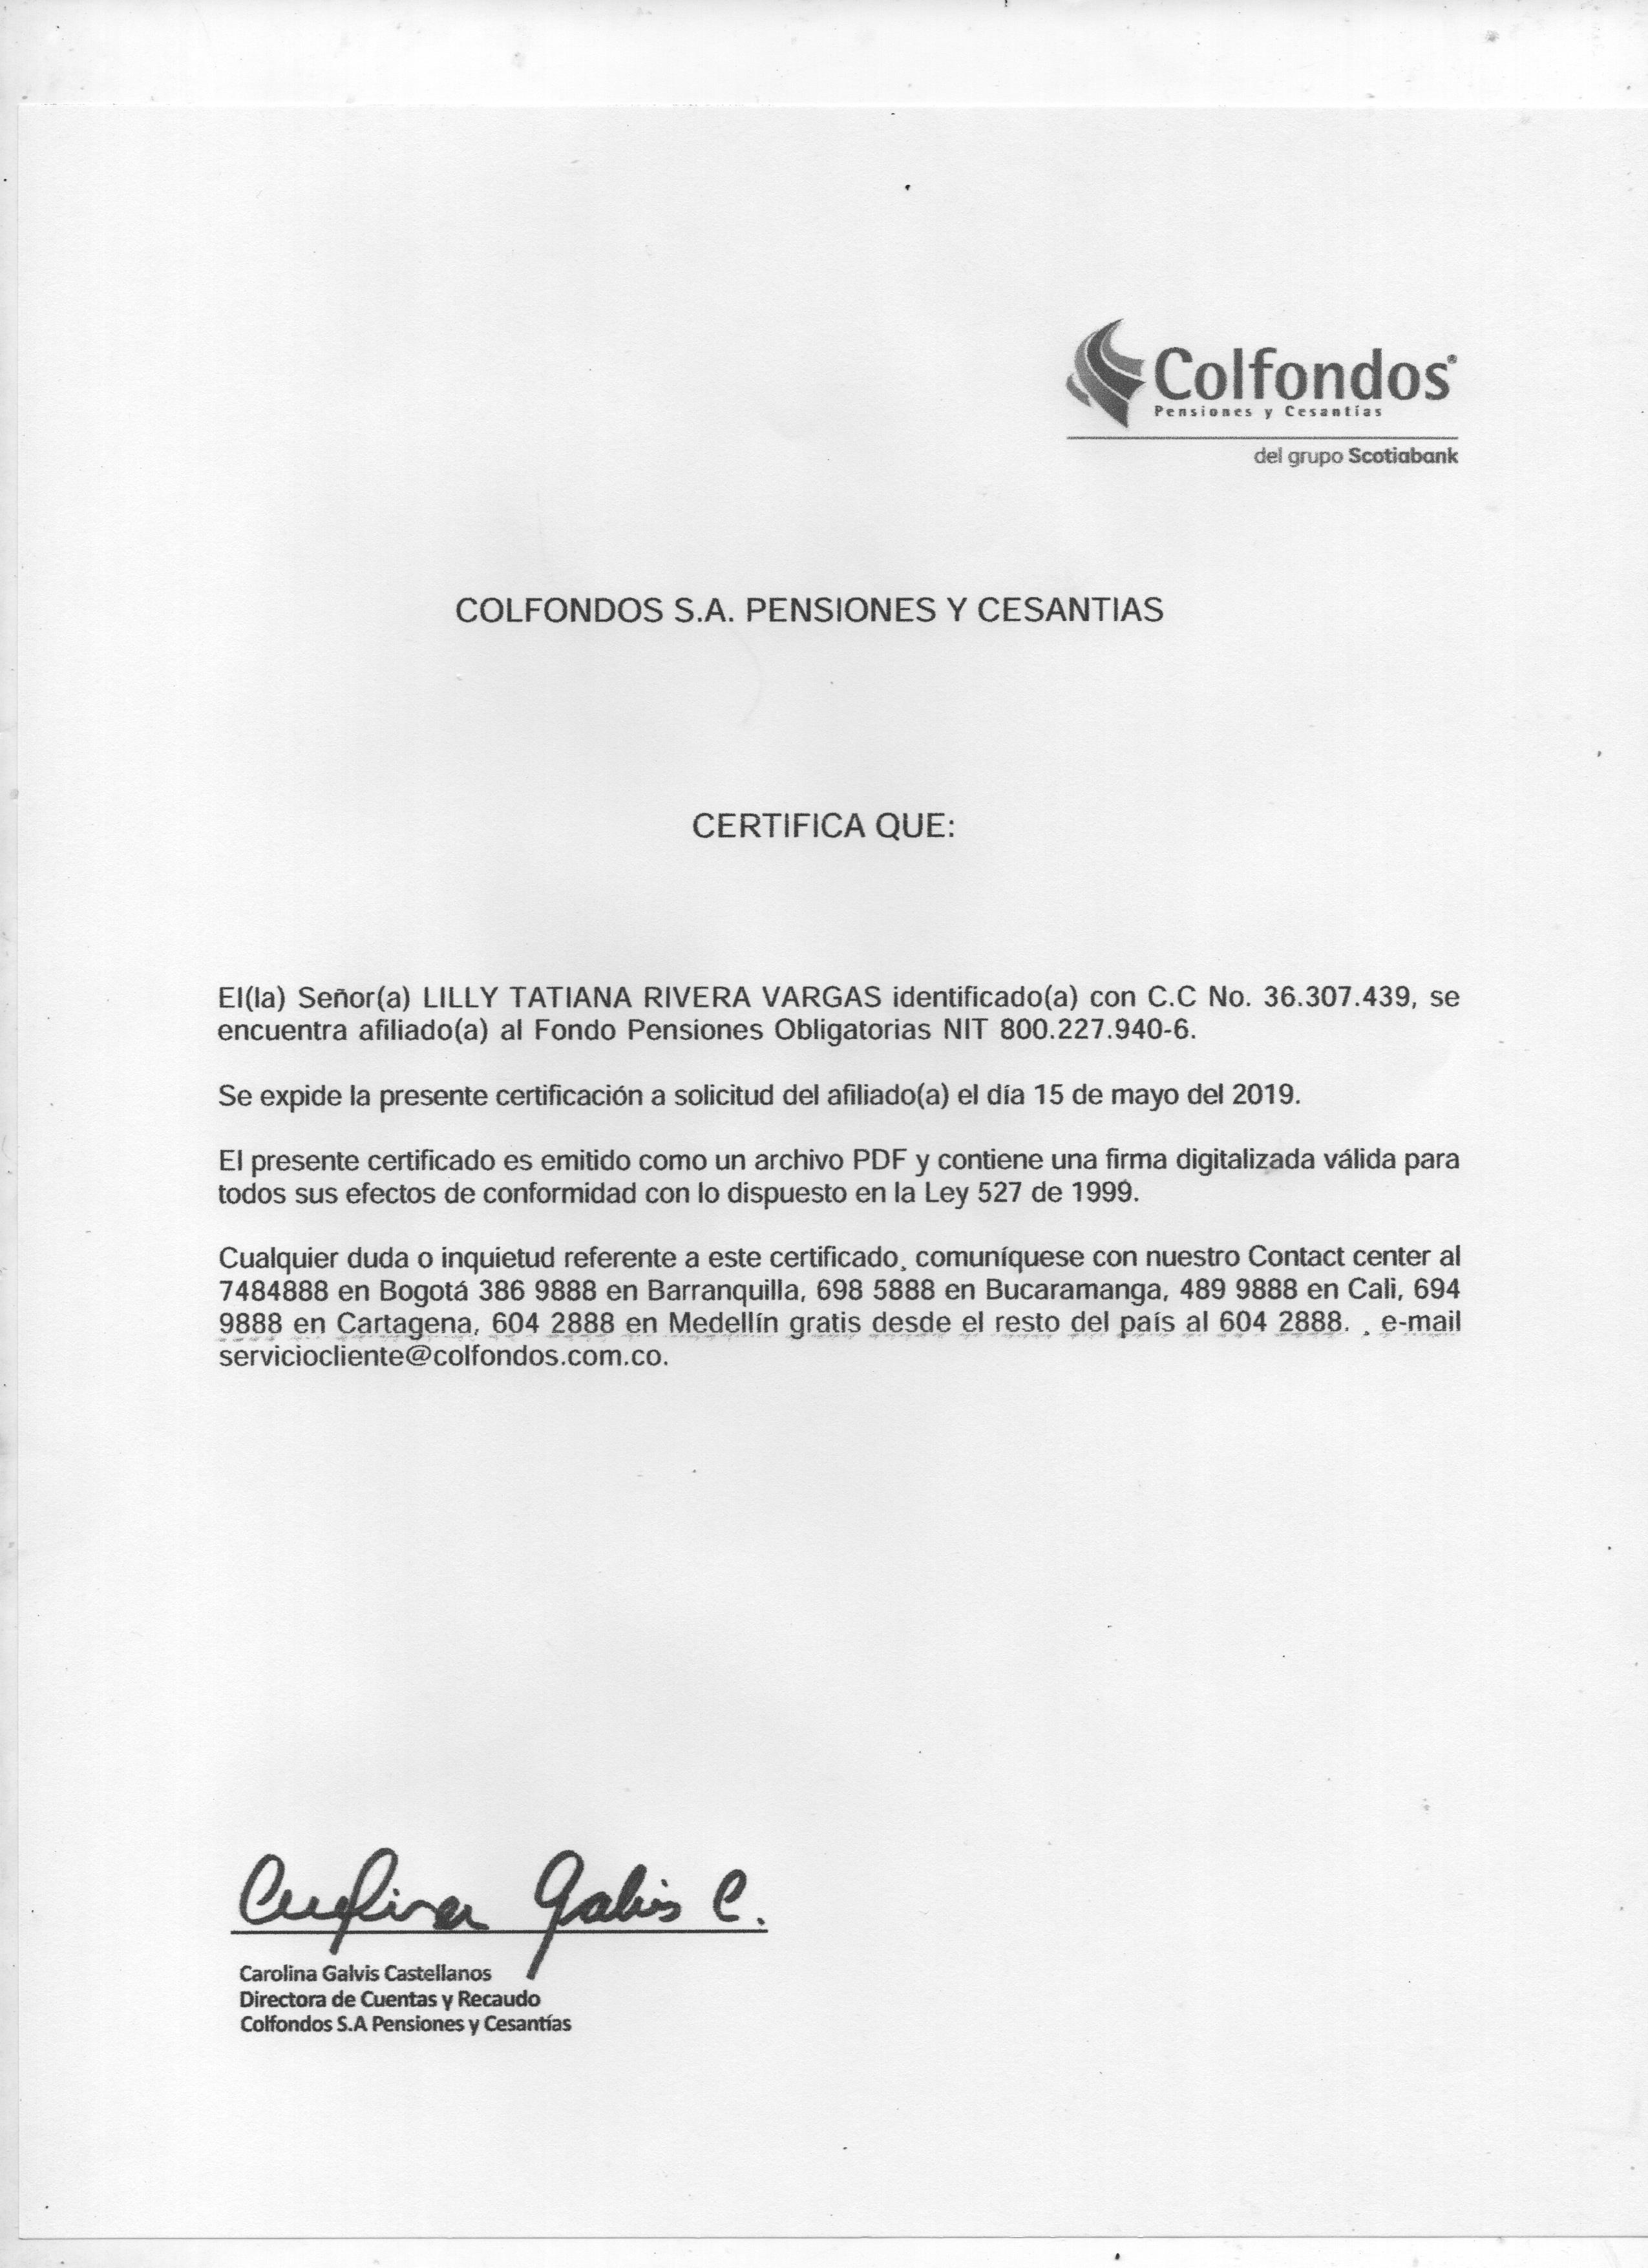 Colfondos
Pensiones y Cesantías
del grupo Scotiabank
COLFONDOS S.A. PENSIONES Y CESANTIAS
CERTIFICA QUE:
El(la) Señor(a) LILLY TATIANA RIVERA VARGAS identificado(a) con C.C No. 36.307.439, se
encuentra afiliado(a) al Fondo Pensiones Obligatorias NIT 800.227.940-6.
Se expide la presente certificación a solicitud del afiliado(a) el día 15 de mayo del 2019.
El presente certificado es emitido como un archivo PDF y contiene una firma digitalizada válida para
todos sus efectos de conformidad con lo dispuesto en la Ley 527 de 1999.
Cualquier duda o inquietud referente a este certificado, comuníquese con nuestro Contact center al
7484888 en Bogotá 386 9888 en Barranquilla, 698 5888 en Bucaramanga, 489 9888 en Cali, 694
9888 en Cartagena, 604 2888 en Medellín gratis desde el resto del país al 604 2888. , e-mail
serviciocliente@colfondos.com.co.
Carolina Galvis C.
Carolina Galvis Castellanos
Directora de Cuentas y Recaudo
Colfondos S.A Pensiones y Cesantías